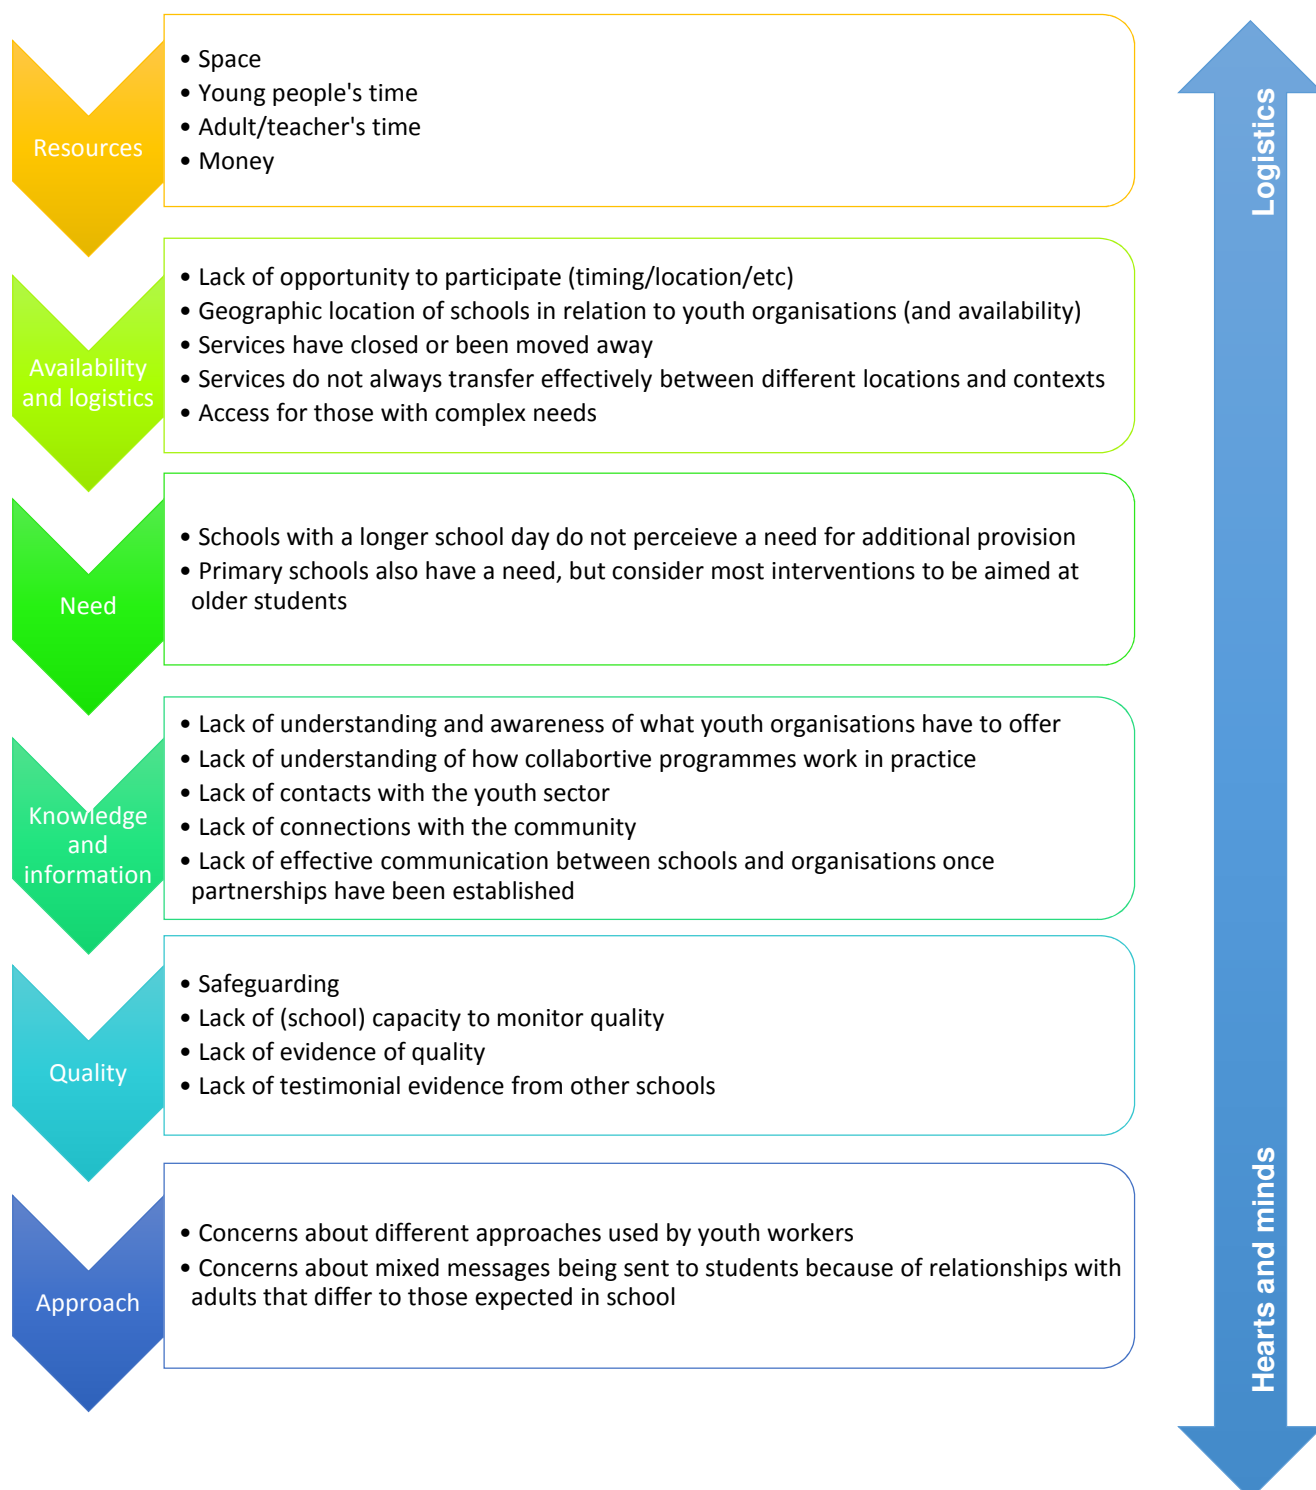 Resources
• Space
• Young people's time
• Adult/teacher's time
• Money
Availability
and logistics
• Lack of opportunity to participate (timing/location/etc)
• Geographic location of schools in relation to youth organisations (and availability)
• Services have closed or been moved away
• Services do not always transfer effectively between different locations and contexts
• Access for those with complex needs
Need
• Schools with a longer school day do not perceieve a need for additional provision
• Primary schools also have a need, but consider most interventions to be aimed at
older students
Knowledge
and
information
• Lack of understanding and awareness of what youth organisations have to offer
• Lack of understanding of how collabortive programmes work in practice
• Lack of contacts with the youth sector
• Lack of connections with the community
• Lack of effective communication between schools and organisations once
partnerships have been established
Quality
• Safeguarding
• Lack of (school) capacity to monitor quality
• Lack of evidence of quality
• Lack of testimonial evidence from other schools
Approach
• Concerns about different approaches used by youth workers
• Concerns about mixed messages being sent to students because of relationships with
adults that differ to those expected in school
Logistics
Hearts and minds